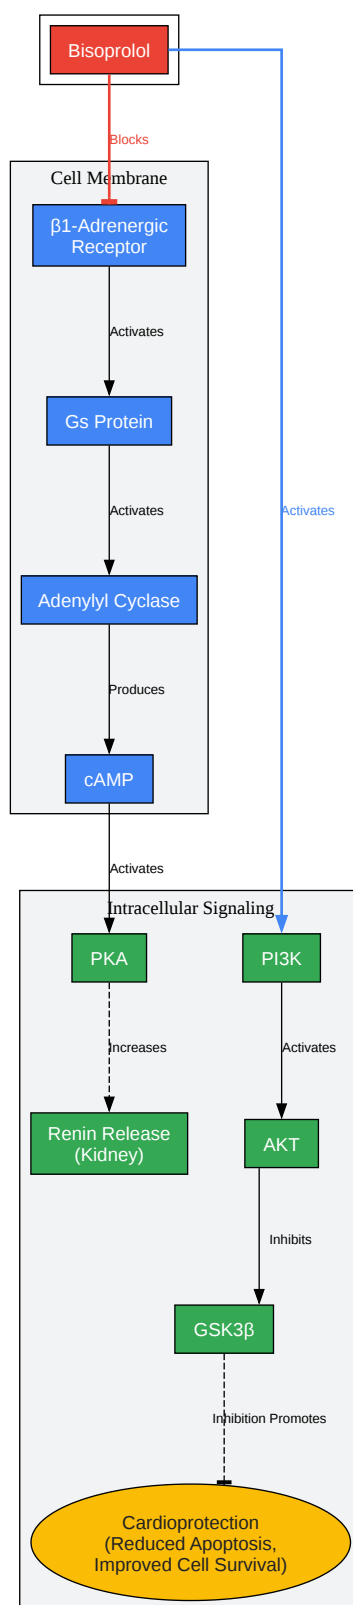 Bisoprolol
Blocks
Cell Membrane
β1-Adrenergic
Receptor
Activates
Gs Protein
Activates
Activates
Adenylyl Cyclase
Produces
cAMP
Activates
Intracellular Signaling
PKA
PI3K
Increases
Activates
Renin Release
(Kidney)
AKT
Inhibits
GSK3β
Inhibition Promotes
Cardioprotection
(Reduced Apoptosis,
Improved Cell Survival)